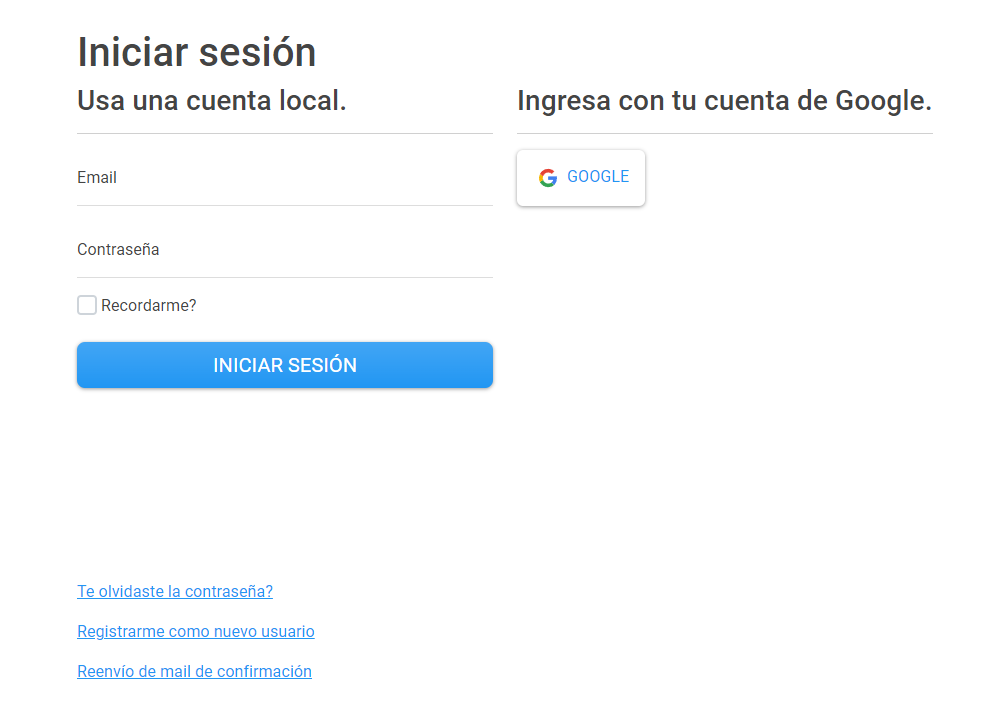 Iniciar sesión
Usa una cuenta local.
Email
Contraseña
Recordarme?
INICIAR SESIÓN
Ingresa con tu cuenta de Google.
GOOGLE
Te olvidaste la contraseña?
Registrarme como nuevo usuario
Reenvío de mail de confirmación